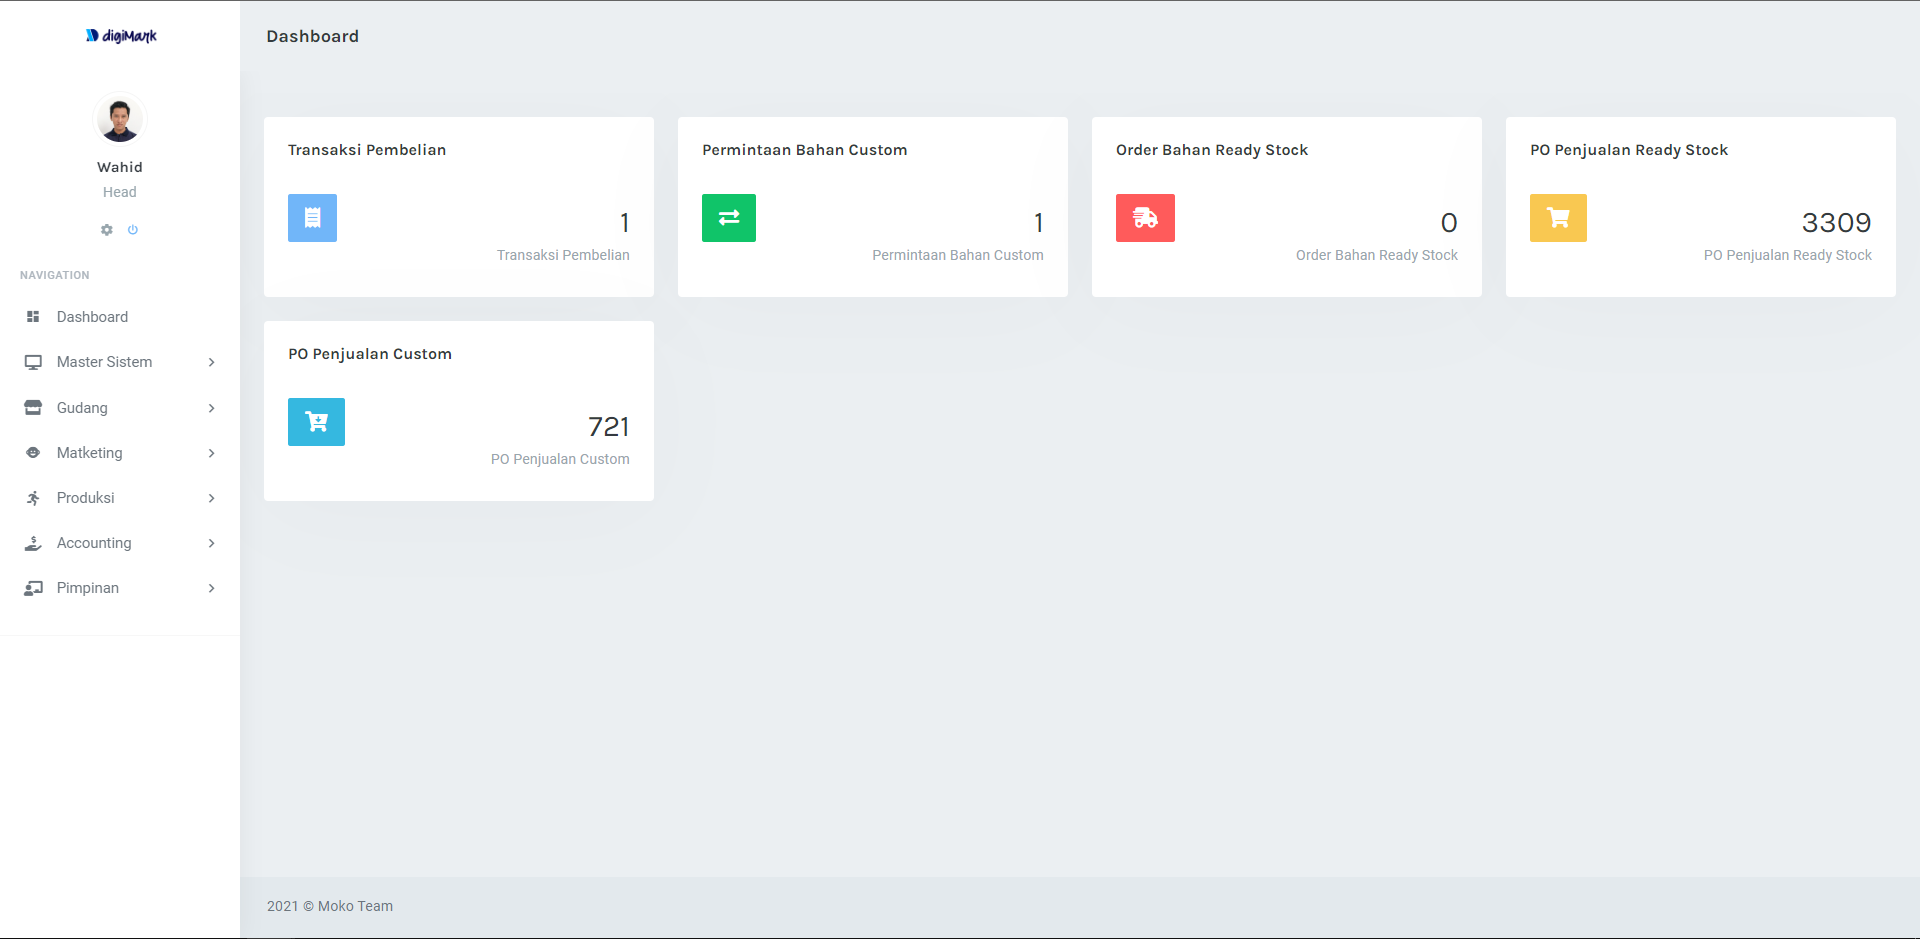 digiMark
Dashboard
Wahid
Head
NAVIGATION
Dashboard
Master Sistem
Gudang
Matketing
Produksi
Accounting
Pimpinan
Transaksi Pembelian
1
Transaksi Pembelian
Permintaan Bahan Custom
1
Permintaan Bahan Custom
Order Bahan Ready Stock
0
Order Bahan Ready Stock
PO Penjualan Ready Stock
3309
PO Penjualan Ready Stock
PO Penjualan Custom
721
PO Penjualan Custom
2021 © Moko Team